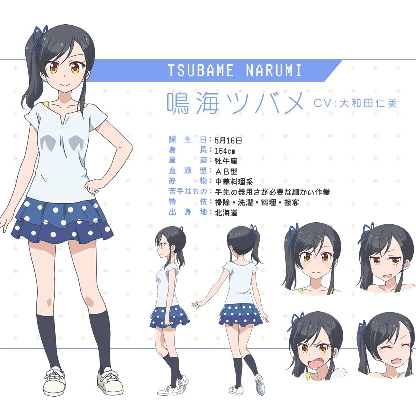 TSUBAME NARUMI
鳴海ツバメ CV:大和田仁美
誕生日:5月16日
身長:164cm
星座:牡牛座
血液型:AB型
好物:中華料理系
苦手なもの:手先の器用さが必要な細かい作業
特技:掃除・洗濯・料理・接客
出身地:北海道